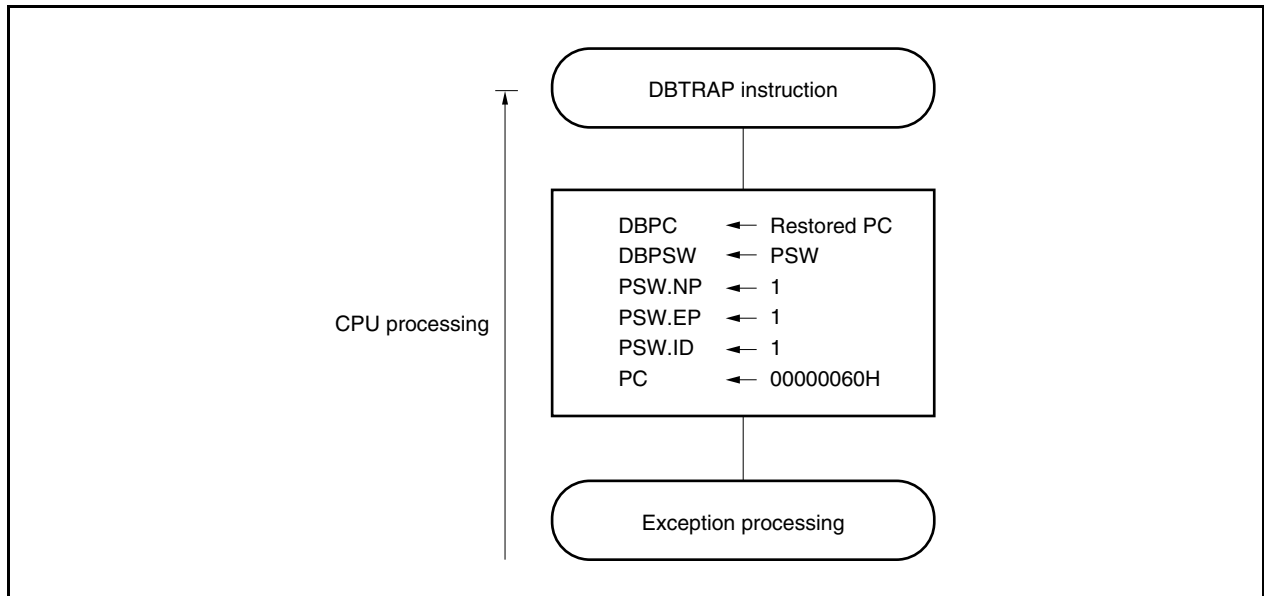 DBTRAP instruction
DBPC ← Restored PC
DBPSW ← PSW
PSW.NP ← 1
PSW.EP ← 1
PSW.ID ← 1
PC ← 00000060H
CPU processing
Exception processing